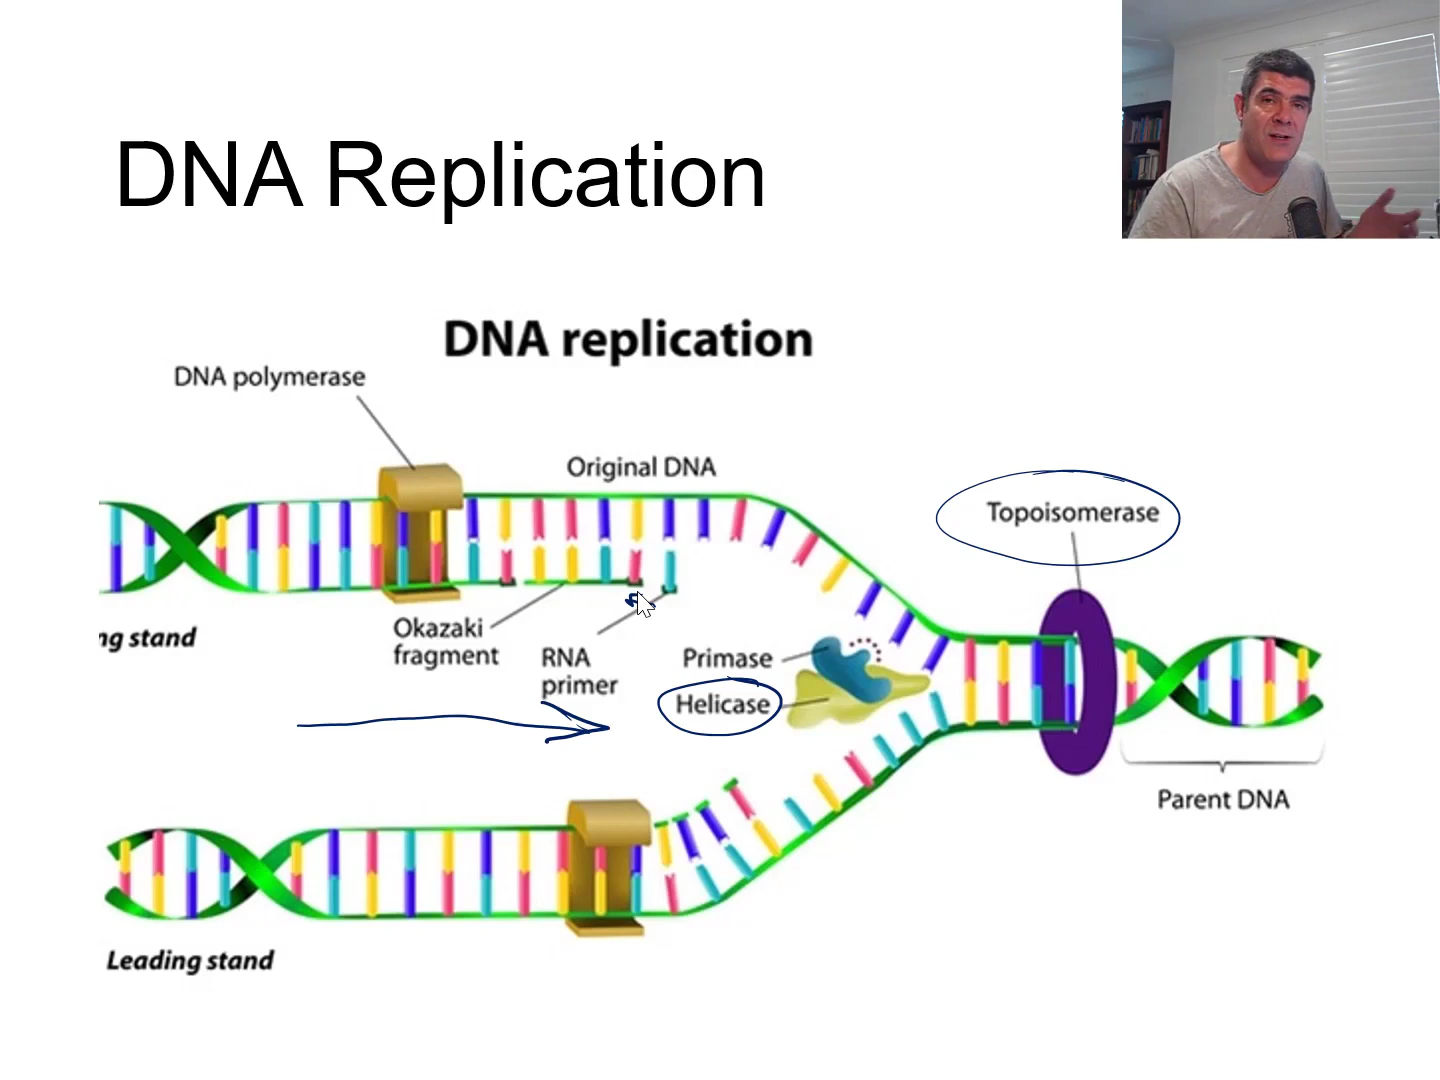 DNA Replication
DNA replication
DNA polymerase
Original DNA
Topoisomerase
Okazaki
fragment
RNA
primer
Primase
Helicase
ng stand
Parent DNA
Leading stand